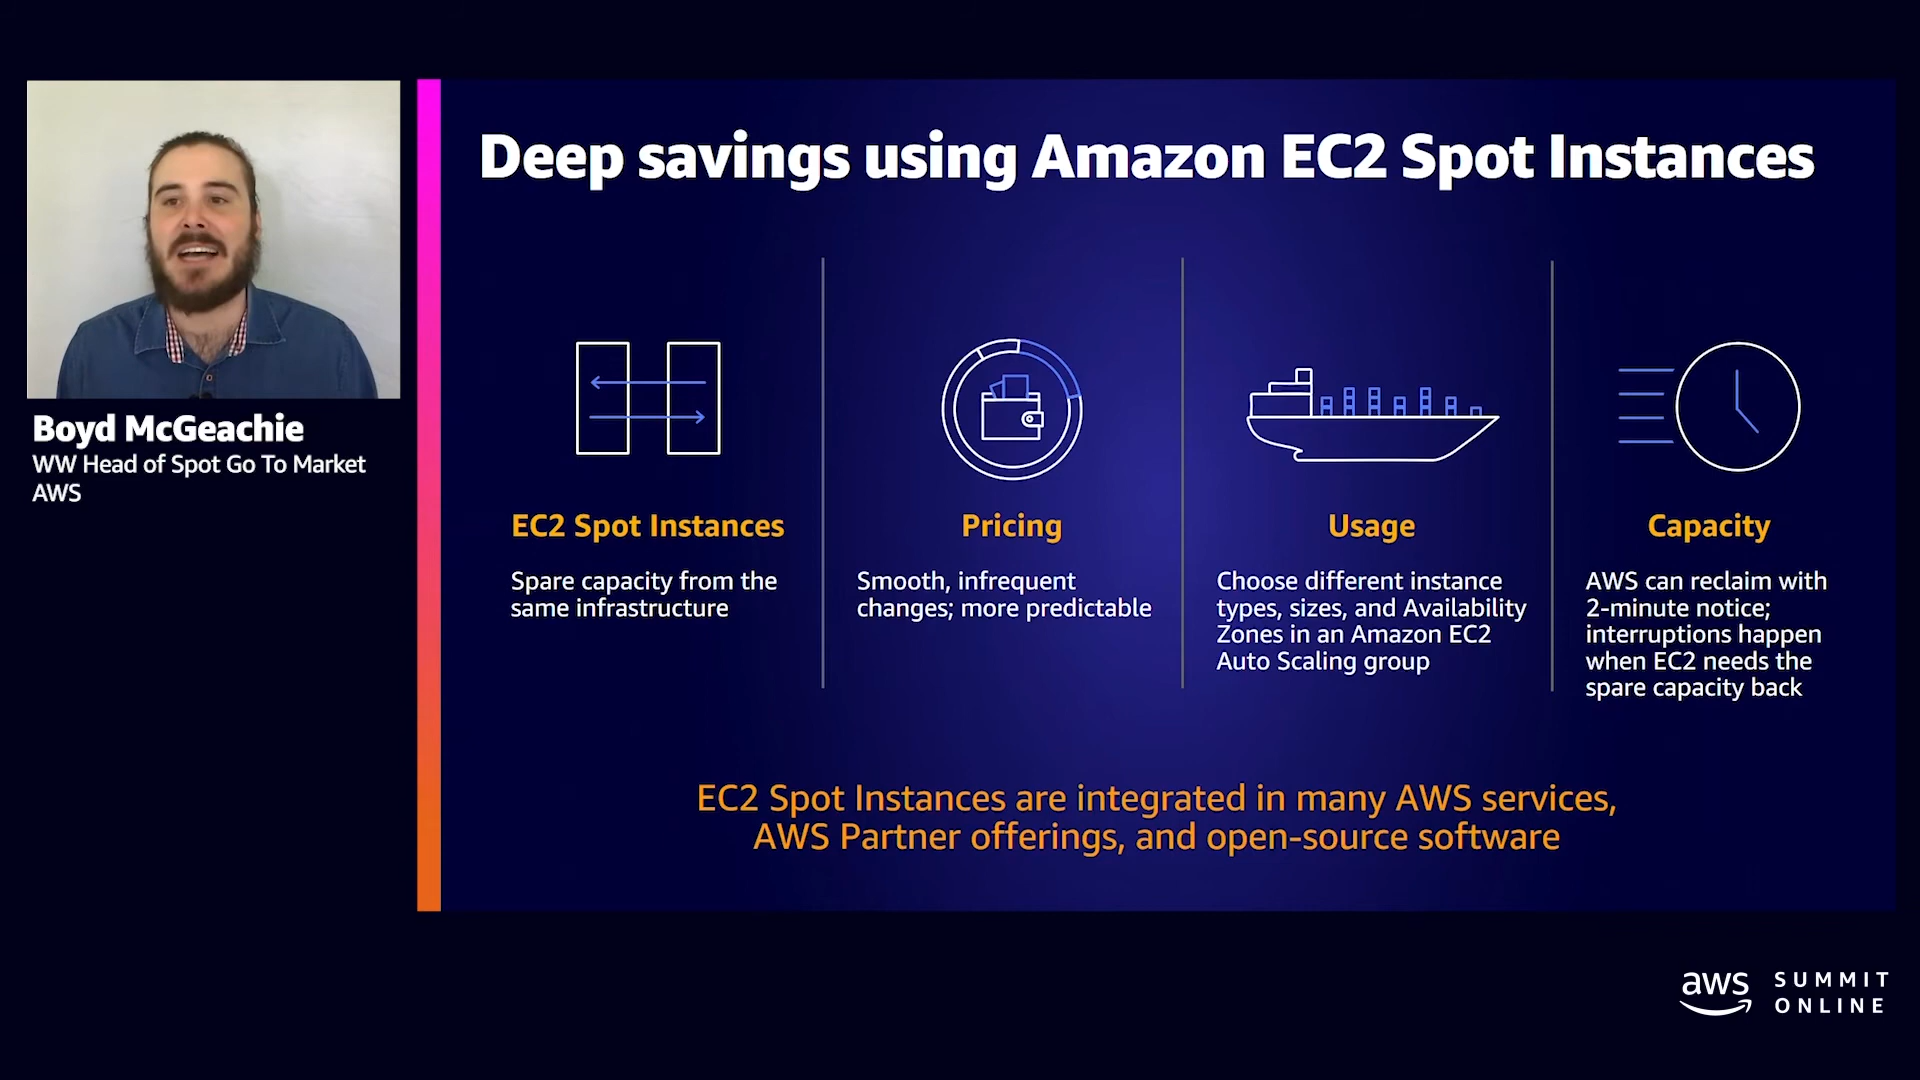 Boyd McGeachie
WW Head of Spot Go To Market
AWS
Deep savings using Amazon EC2 Spot Instances
EC2 Spot Instances
Spare capacity from the
same infrastructure
Pricing
Smooth, infrequent
changes; more predictable
Usage
Choose different instance
types, sizes, and Availability
Zones in an Amazon EC2
Auto Scaling group
Capacity
AWS can reclaim with
2-minute notice;
interruptions happen
when EC2 needs the
spare capacity back
EC2 Spot Instances are integrated in many AWS services,
AWS Partner offerings, and open-source software
aws
SUMMIT
ONLINE